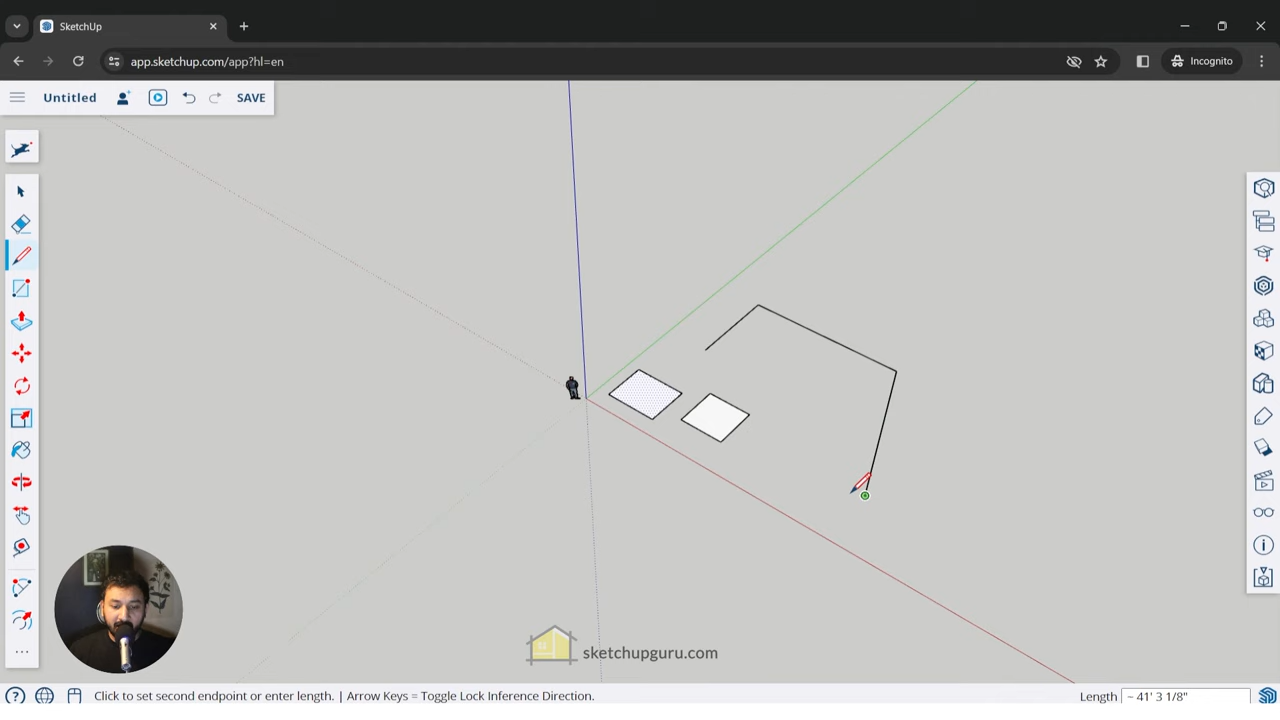 SketchUp
app.sketchup.com/app?hl=en
Incognito
Untitled
SAVE
sketchupguru.com
Click to set second endpoint or enter length. | Arrow Keys = Toggle Lock Inference Direction.
Length ~ 41' 3 1/8"